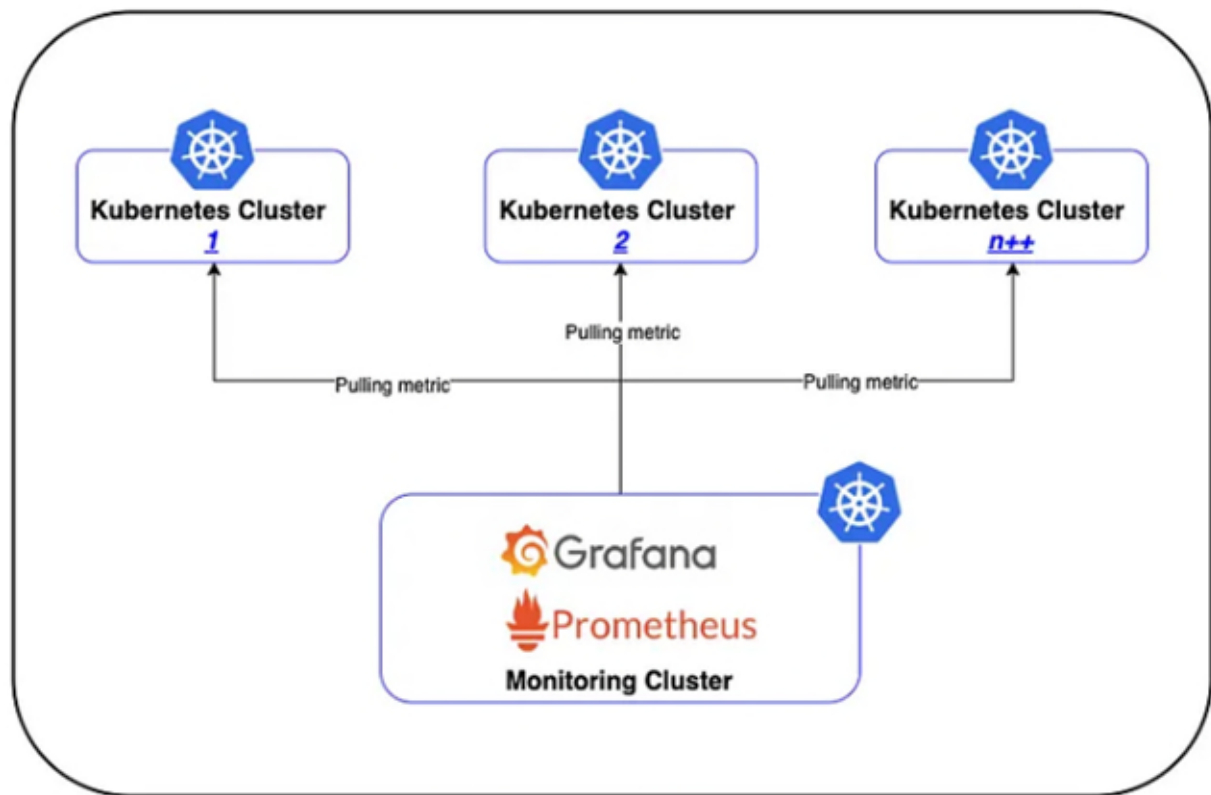 Kubernetes Cluster
1
Kubernetes Cluster
2
Kubernetes Cluster
n++
Pulling metric
Pulling metric
Pulling metric
Grafana
Prometheus
Monitoring Cluster